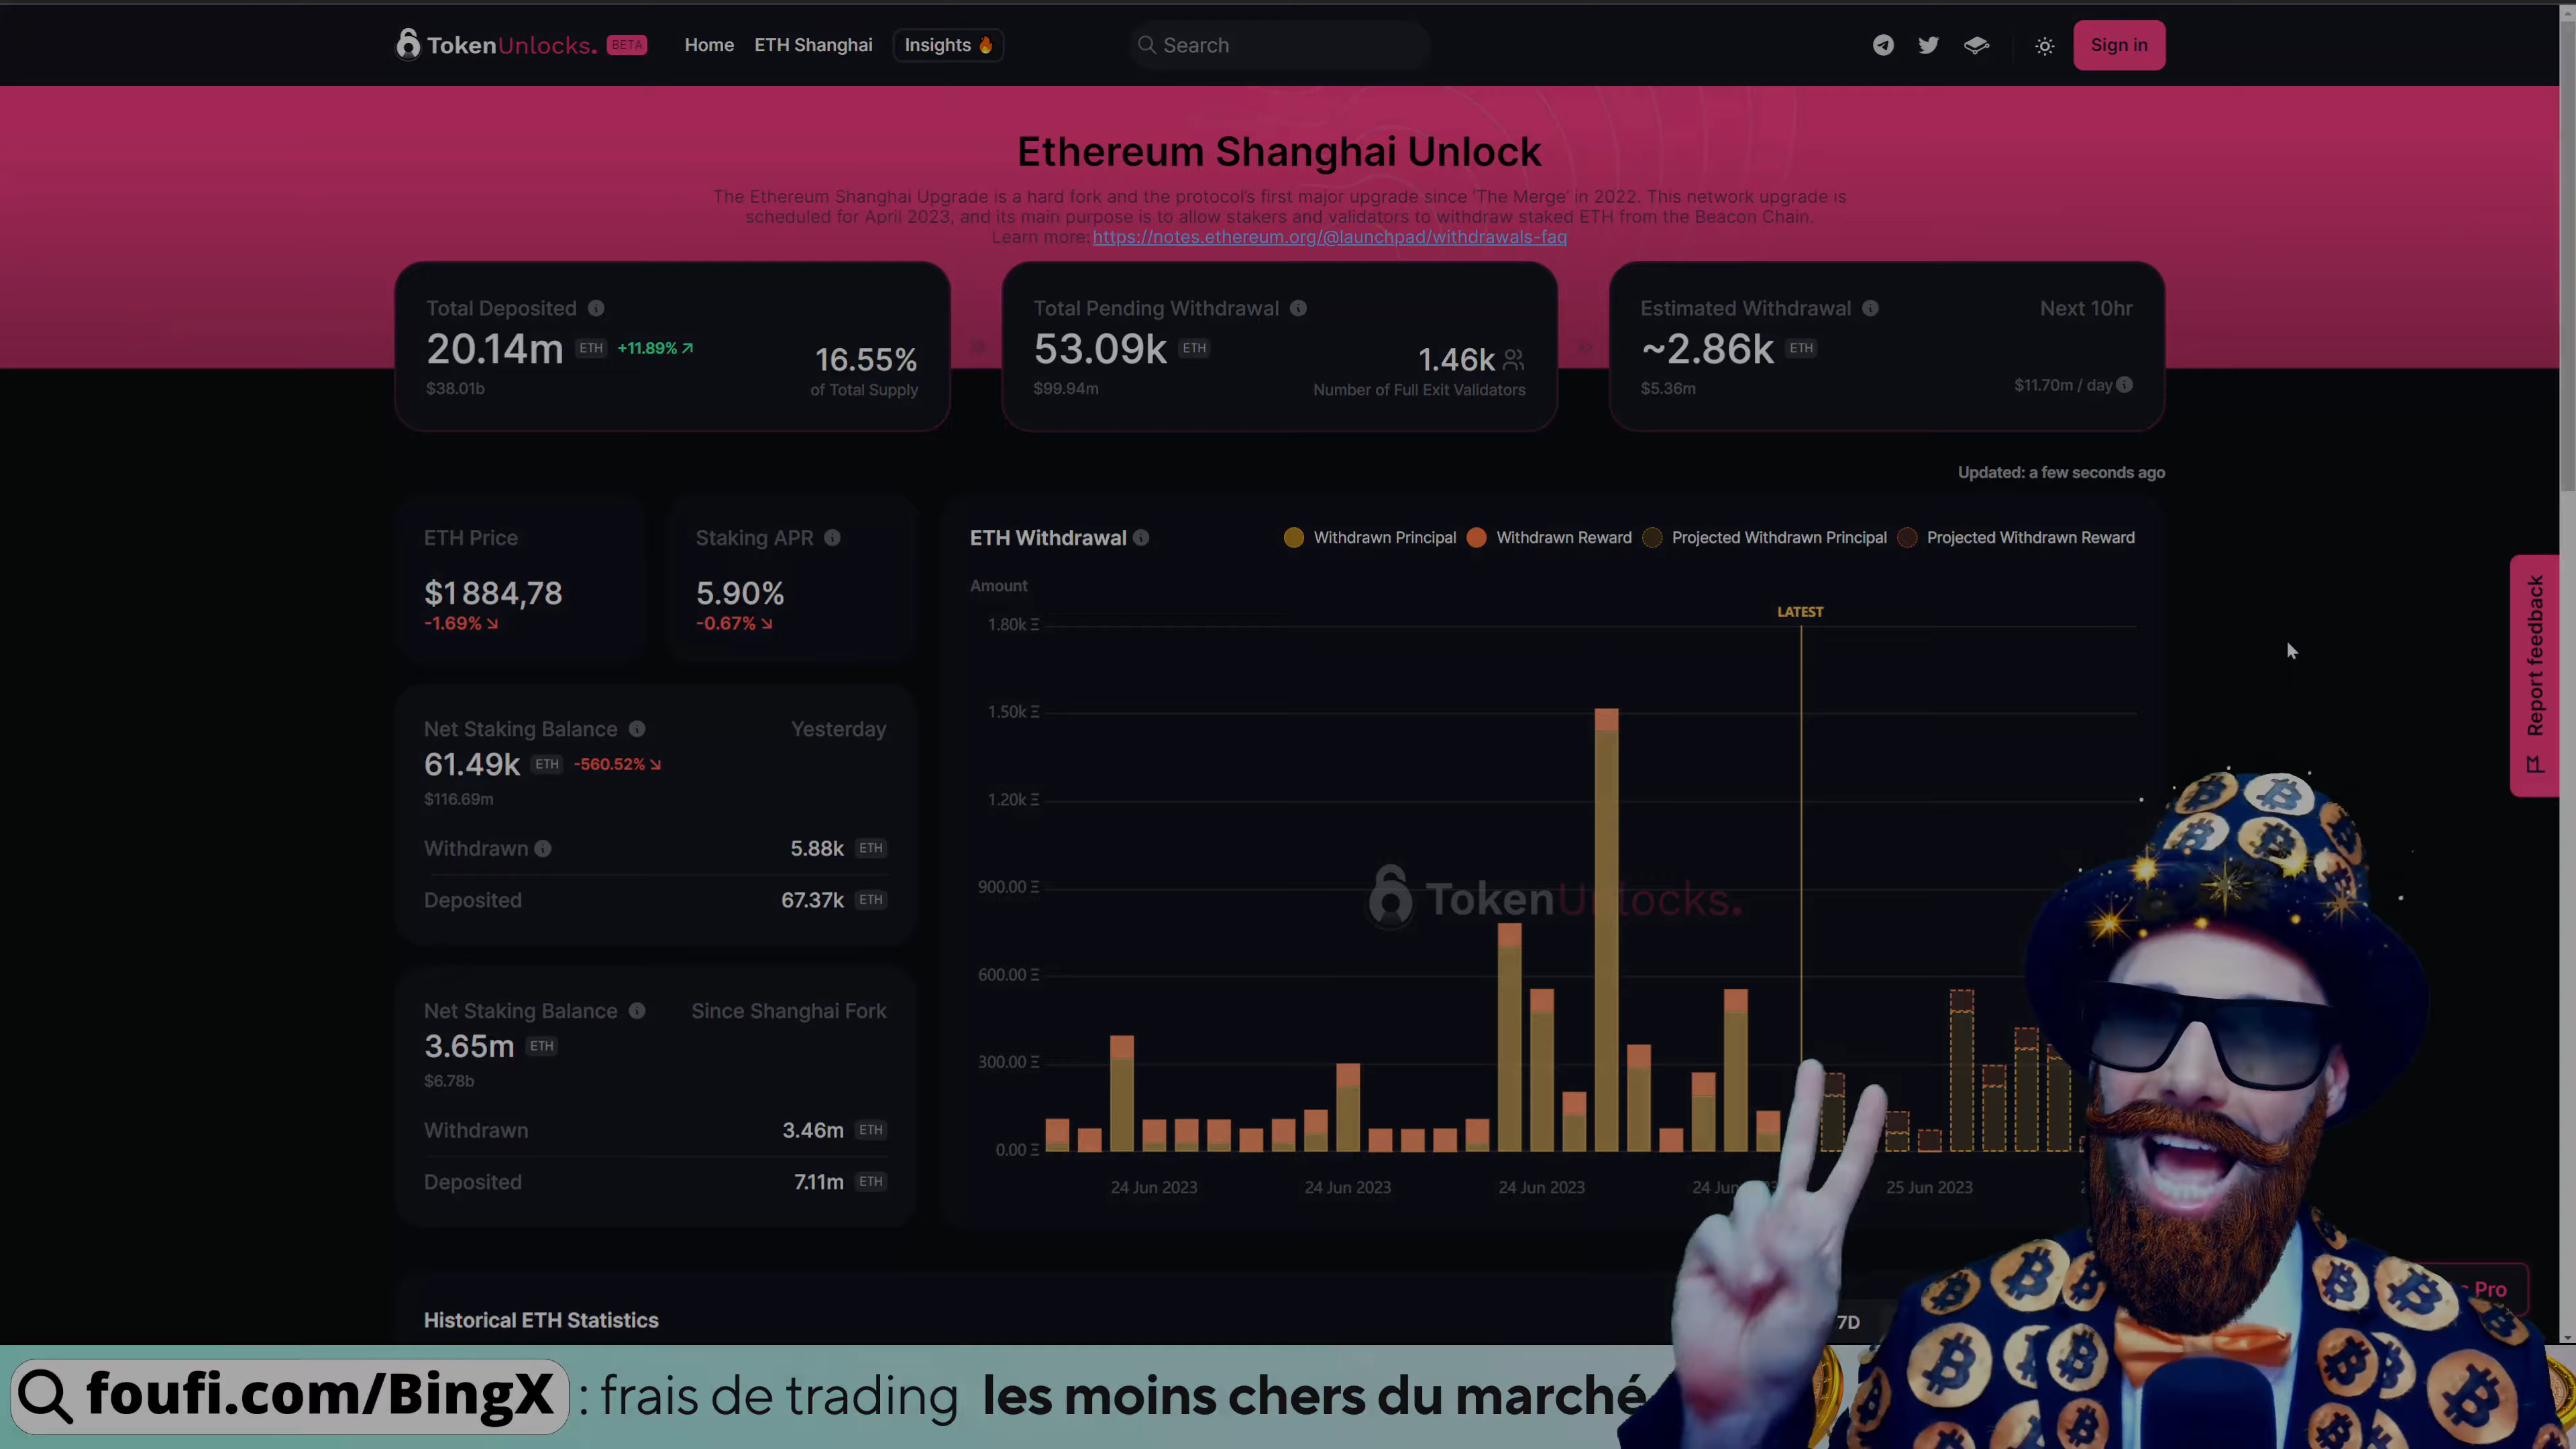 TokenUnlocks. BETA Home ETH Shanghai Insights Search Sign in
Ethereum Shanghai Unlock
The Ethereum Shanghai Upgrade is a hard fork and the protocol's first major upgrade since 'The Merge' in 2022. This network upgrade is
scheduled for April 2023, and its main purpose is to allow stakers and validators to withdraw staked ETH from the Beacon Chain.
Learn more: https://notes.ethereum.org/@launchpad/withdrawals-faq
Total Deposited
20.14m ETH +11.89%
16.55%
$38.01b
of Total Supply
Total Pending Withdrawal
53.09k ETH
1.46k
$99.94m
Number of Full Exit Validators
Estimated Withdrawal Next 10hr
~2.86k ETH
$5.36m
$11.70m / day
Updated: a few seconds ago
ETH Price
$1 884,78
-1.69%
Staking APR
5.90%
-0.67%
Net Staking Balance Yesterday
61.49k ETH -560.52%
$116.69m
Withdrawn 5.88k ETH
Deposited 67.37k ETH
Net Staking Balance Since Shanghai Fork
3.65m ETH
$6.78b
Withdrawn 3.46m ETH
Deposited 7.11m ETH
ETH Withdrawal Withdrawn Principal Withdrawn Reward Projected Withdrawn Principal Projected Withdrawn Reward
Amount
LATEST
1.80k Ξ
1.50k Ξ
1.20k Ξ
900.00 Ξ
TokenUnlocks.
600.00 Ξ
300.00 Ξ
0.00 Ξ
24 Jun 2023 24 Jun 2023 24 Jun 2023 24 Jun 25 Jun 2023
Report feedback
Historical ETH Statistics
7D
Pro
foufi.com/BingX : frais de trading les moins chers du marché